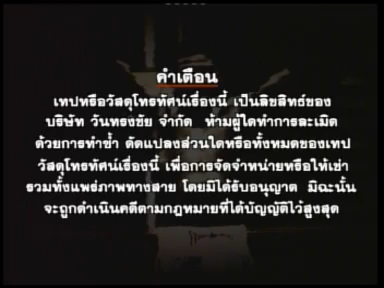 คำเตือน
เทปหรือวัสดุโทรทัศน์เรื่องนี้ เป็นลิขสิทธ์ของ
บริษัท วันทรงชัย จำกัด ห้ามผู้ใดทำการละเมิด
ด้วยการทำซ้ำ ดัดแปลงส่วนใดหรือทั้งหมดของเทป
วัสดุโทรทัศน์เรื่องนี้ เพื่อการจัดจำหน่ายหรือให้เช่า
รวมทั้งแพร่ภาพทางสาย โดยมิได้รับอนุญาต มิฉะนั้น
จะถูกดำเนินคดีตามกฎหมายที่ได้บัญญัติไว้สูงสุด